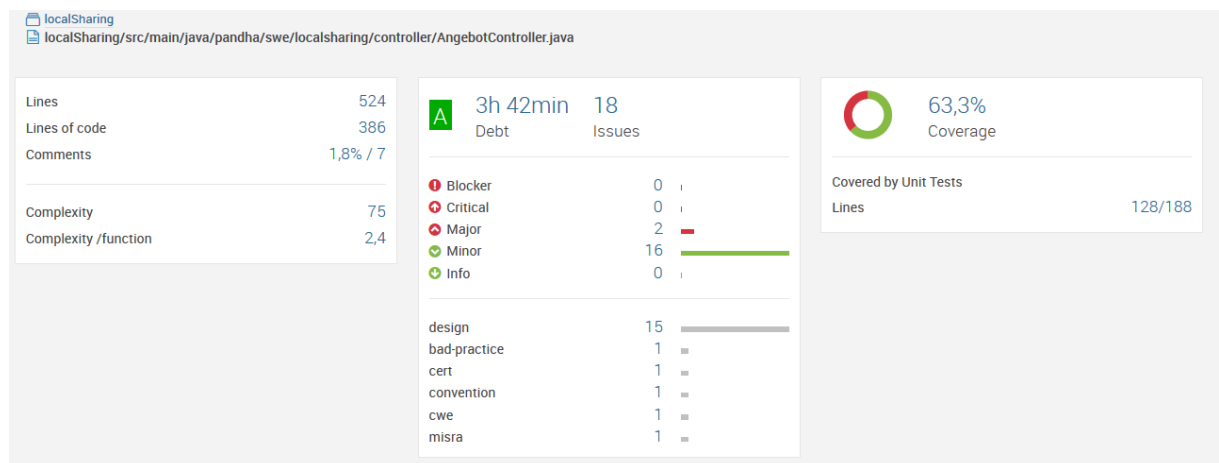 localSharing
localSharing/src/main/java/pandha/swe/localsharing/controller/AngebotController.java
Lines 524
Lines of code 386
Comments 1,8% / 7
Complexity 75
Complexity /function 2,4
A 3h 42min 18
Debt Issues
Blocker 0
Critical 0
Major 2
Minor 16
Info 0
design 15
bad-practice 1
cert 1
convention 1
cwe 1
misra 1
63,3%
Coverage
Covered by Unit Tests
Lines 128/188